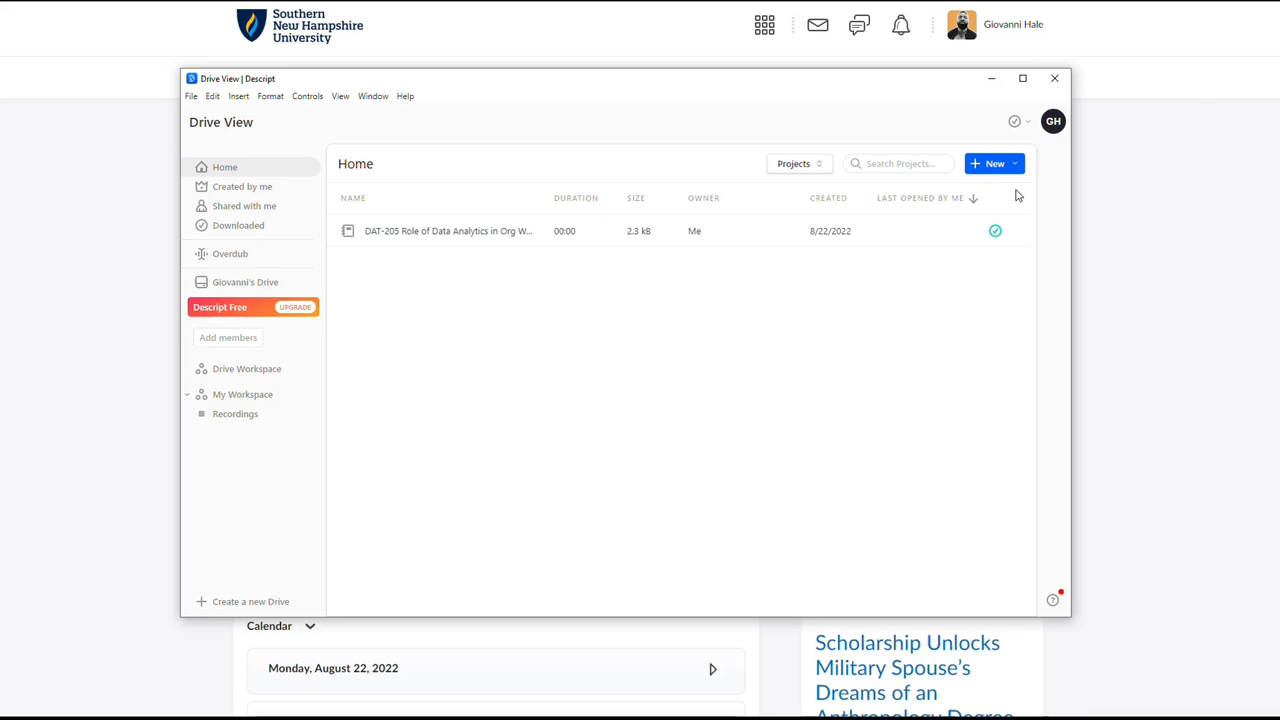 Southern
New Hampshire
University
Giovanni Hale
Drive View | Descript
File Edit Insert Format Controls View Window Help
Drive View
GH
Home
Created by me
Shared with me
Downloaded
Overdub
Giovanni's Drive
Descript Free UPGRADE
Add members
Drive Workspace
My Workspace
Recordings
Create a new Drive
Home
Projects
Search Projects...
New
NAME DURATION SIZE OWNER CREATED LAST OPENED BY ME
DAT-205 Role of Data Analytics in Org W... 00:00 2.3 kB Me 8/22/2022
Calendar
Monday, August 22, 2022
Scholarship Unlocks
Military Spouse's
Dreams of an
Anthropology Degree